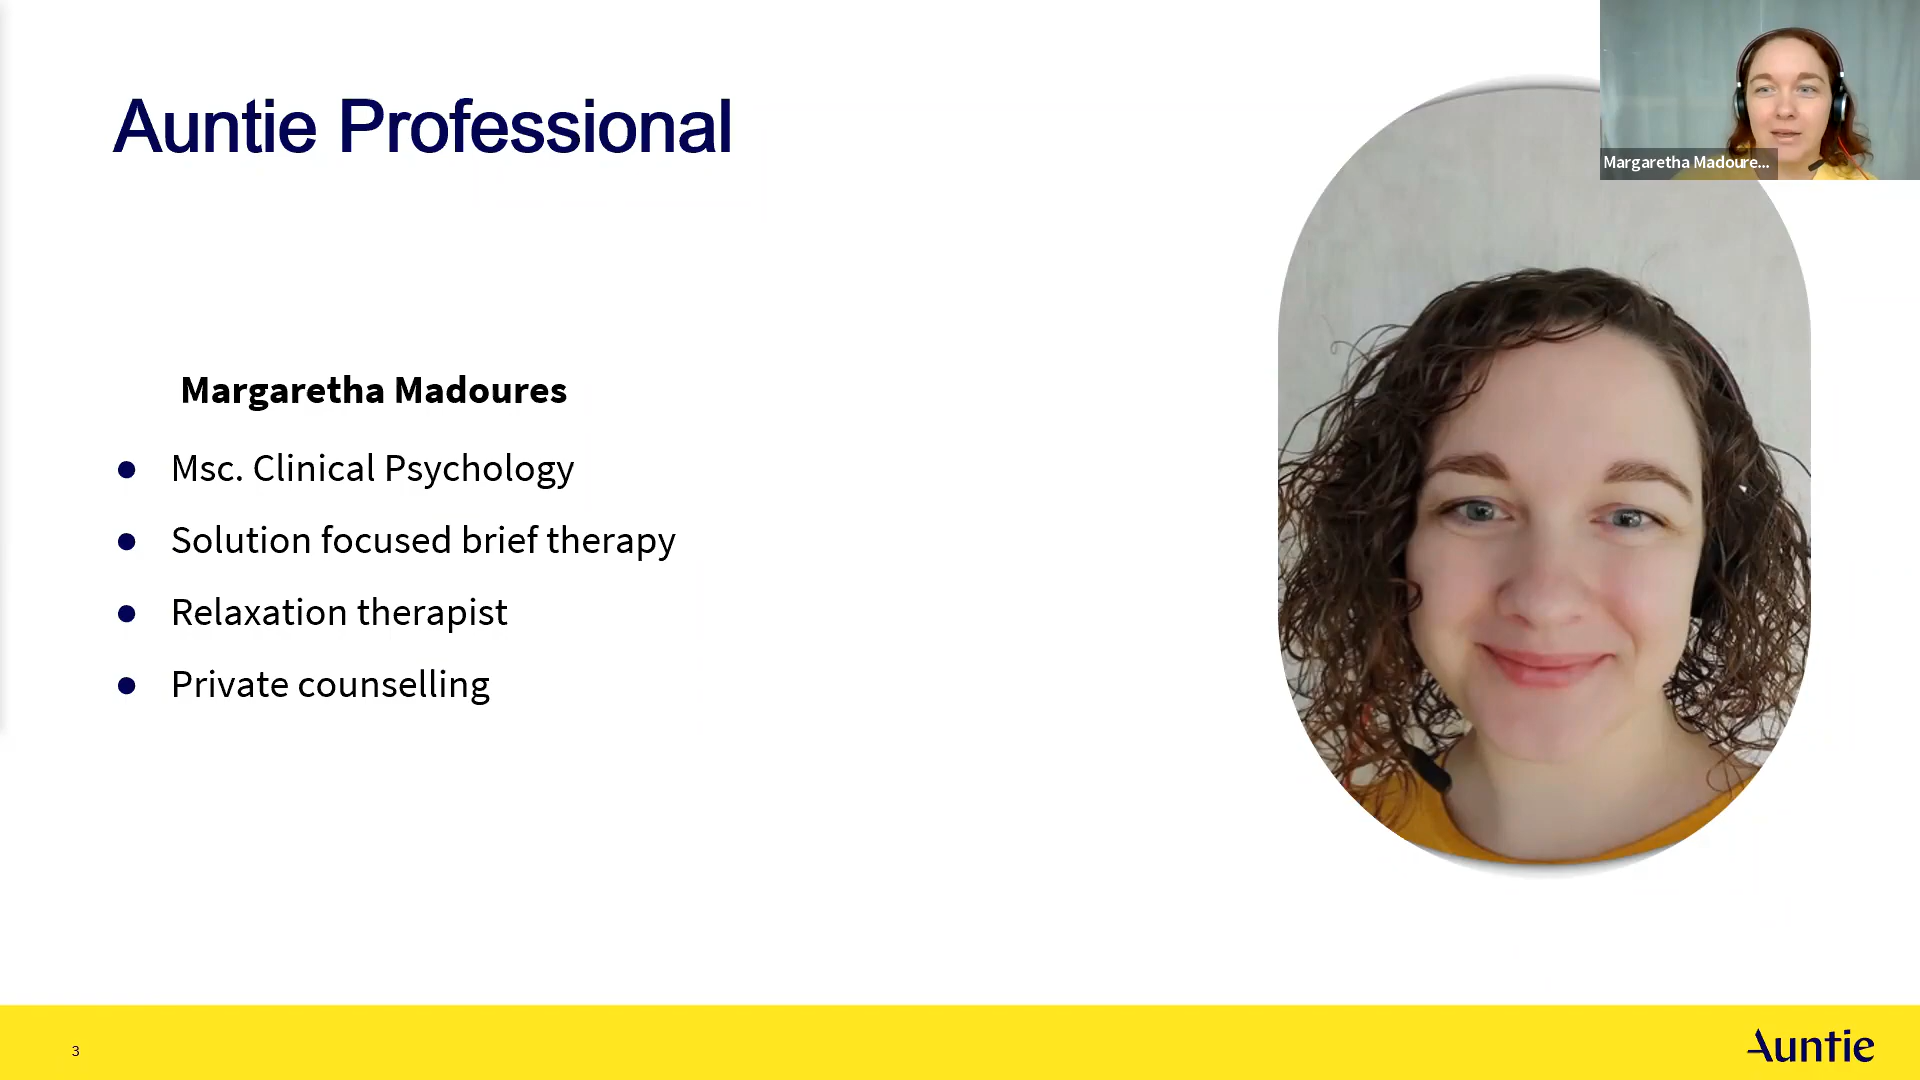 Auntie Professional
Margaretha Madoure...
Margaretha Madoures
● Msc. Clinical Psychology
● Solution focused brief therapy
● Relaxation therapist
● Private counselling
3
Auntie